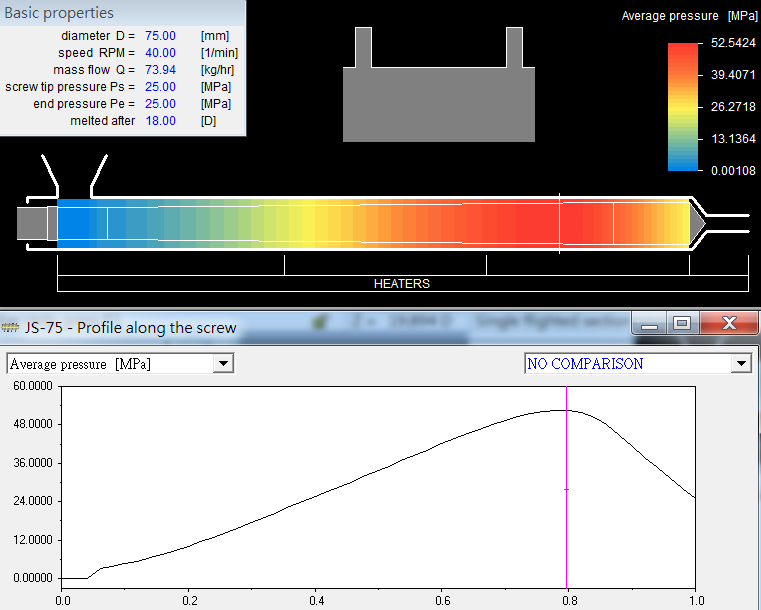 Basic properties
diameter D = 75.00 [mm]
speed RPM = 40.00 [1/min]
mass flow Q = 73.94 [kg/hr]
screw tip pressure Ps = 25.00 [MPa]
end pressure Pe = 25.00 [MPa]
melted after 18.00 [D]
Average pressure [MPa]
52.5424
39.4071
26.2718
13.1364
0.00108
HEATERS
JS-75 - Profile along the screw
Average pressure [MPa]
NO COMPARISON
60.0000
48.0000
36.0000
24.0000
12.0000
0.00000
0.0 0.2 0.4 0.6 0.8 1.0